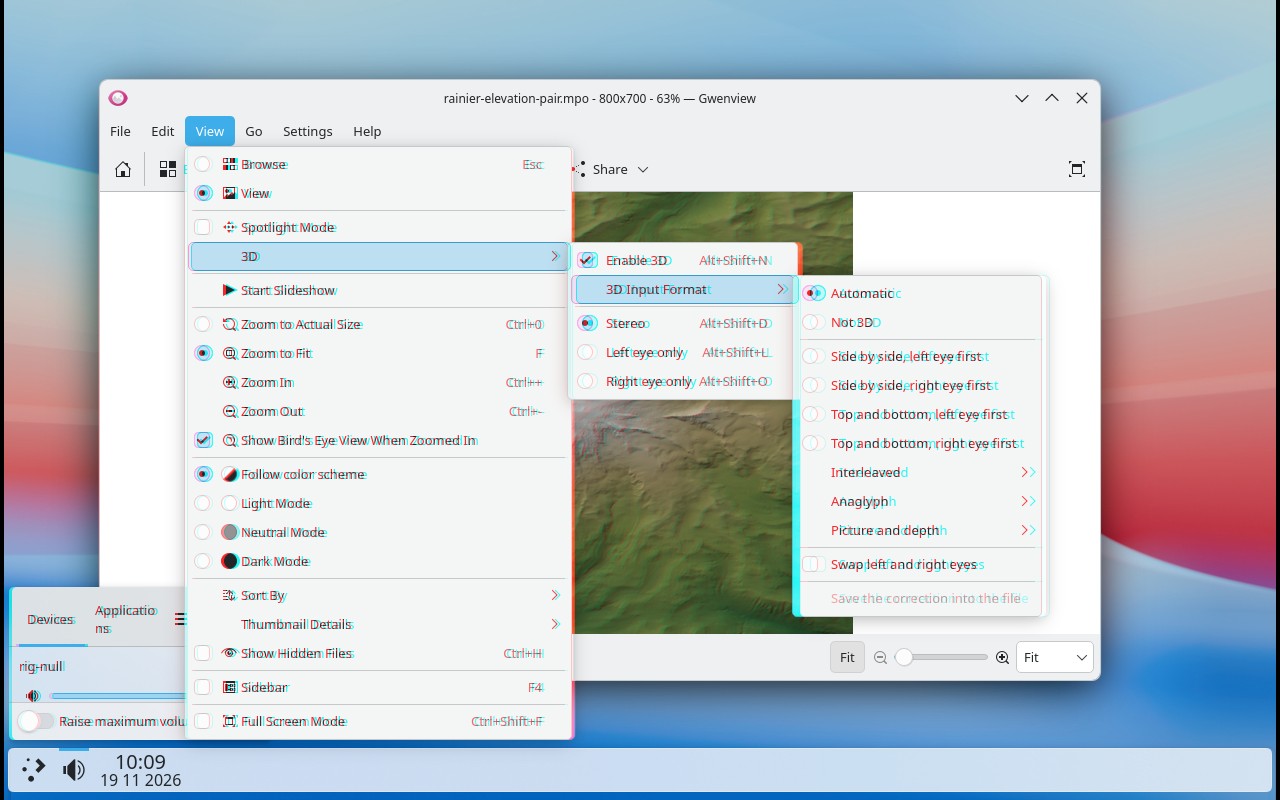 rainier-elevation-pair.mpo - 800x700 - 63% — Gwenview
File Edit View Go Settings Help
Share
Browse Esc
View
Spotlight Mode
3D
Start Slideshow
Zoom to Actual Size Ctrl+0
Zoom to Fit F
Zoom In Ctrl++
Zoom Out Ctrl+-
Show Bird's Eye View When Zoomed In
Follow color scheme
Light Mode
Neutral Mode
Dark Mode
Sort By
Thumbnail Details
Show Hidden Files Ctrl+H
Sidebar F4
Full Screen Mode Ctrl+Shift+F
Enable 3D Alt+Shift+N
3D Input Format
Stereo Alt+Shift+D
Left eye only Alt+Shift+L
Right eye only Alt+Shift+O
Automatic
Not 3D
Side by side, left eye first
Side by side, right eye first
Top and bottom, left eye first
Top and bottom, right eye first
Interleaved
Anaglyph
Picture and depth
Swap left and right eyes
Save the correction into the file
Devices
Applicatio
ns
rig-null
Raise maximum volu
Fit
Fit
10:09
19 11 2026